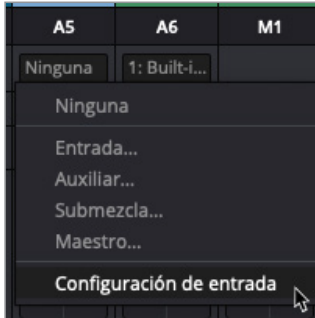 A5 A6 M1
Ninguna 1: Built-i...
Ninguna
Entrada...
Auxiliar...
Submezcla...
Maestro...
Configuración de entrada